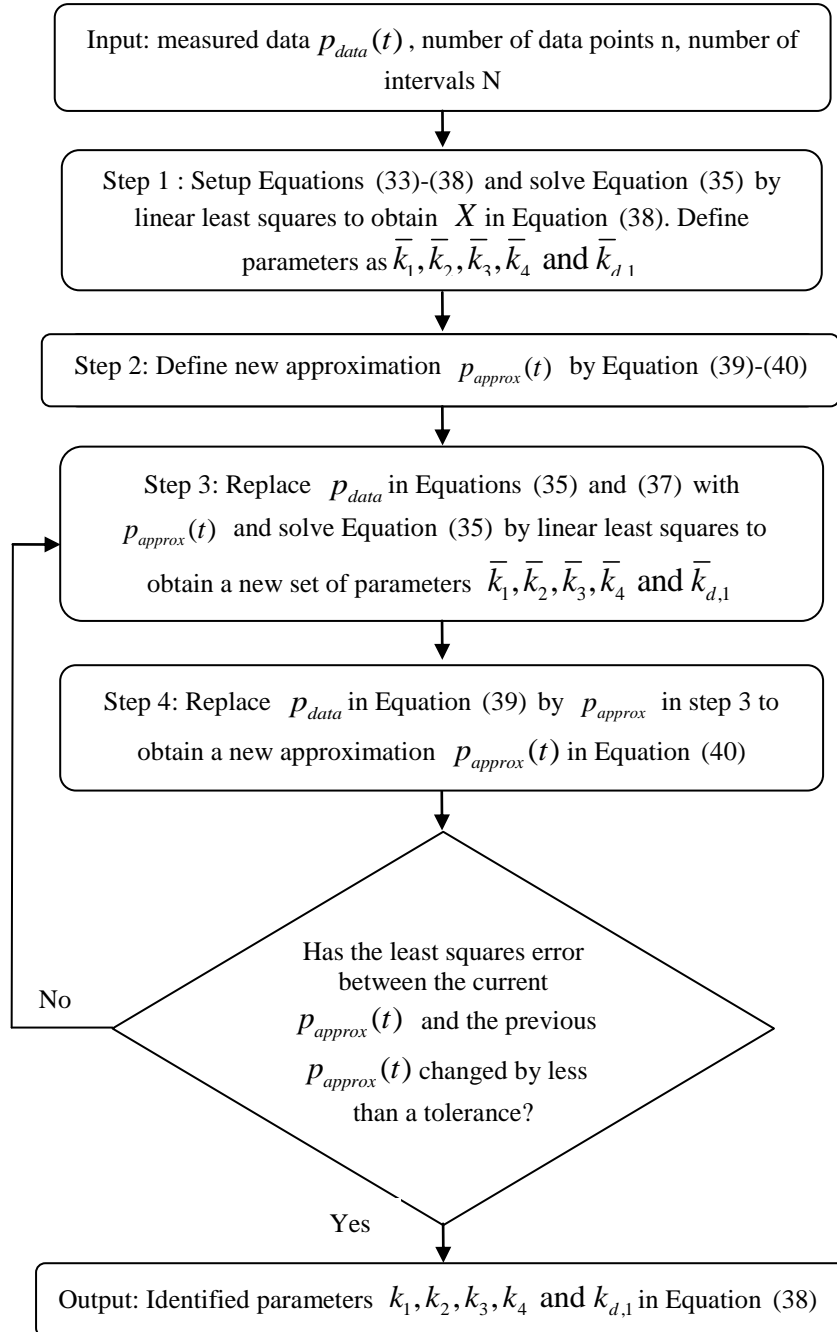 Input: measured data p_data(t) , number of data points n, number of
intervals N
Step 1 : Setup Equations (33)-(38) and solve Equation (35) by
linear least squares to obtain X in Equation (38). Define
parameters as k̄₁, k̄₂, k̄₃, k̄₄ and k̄_d,1
Step 2: Define new approximation p_approx(t) by Equation (39)-(40)
Step 3: Replace p_data in Equations (35) and (37) with
p_approx(t) and solve Equation (35) by linear least squares to
obtain a new set of parameters k̄₁, k̄₂, k̄₃, k̄₄ and k̄_d,1
Step 4: Replace p_data in Equation (39) by p_approx in step 3 to
obtain a new approximation p_approx(t) in Equation (40)
Has the least squares error
between the current
p_approx(t) and the previous
p_approx(t) changed by less
than a tolerance?
No
Yes
Output: Identified parameters k₁, k₂, k₃, k₄ and k_d,1 in Equation (38)